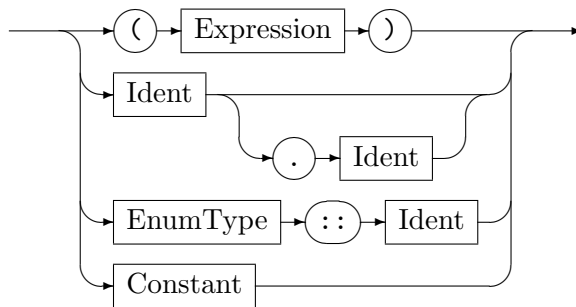 ( Expression )
Ident
. Ident
EnumType :: Ident
Constant